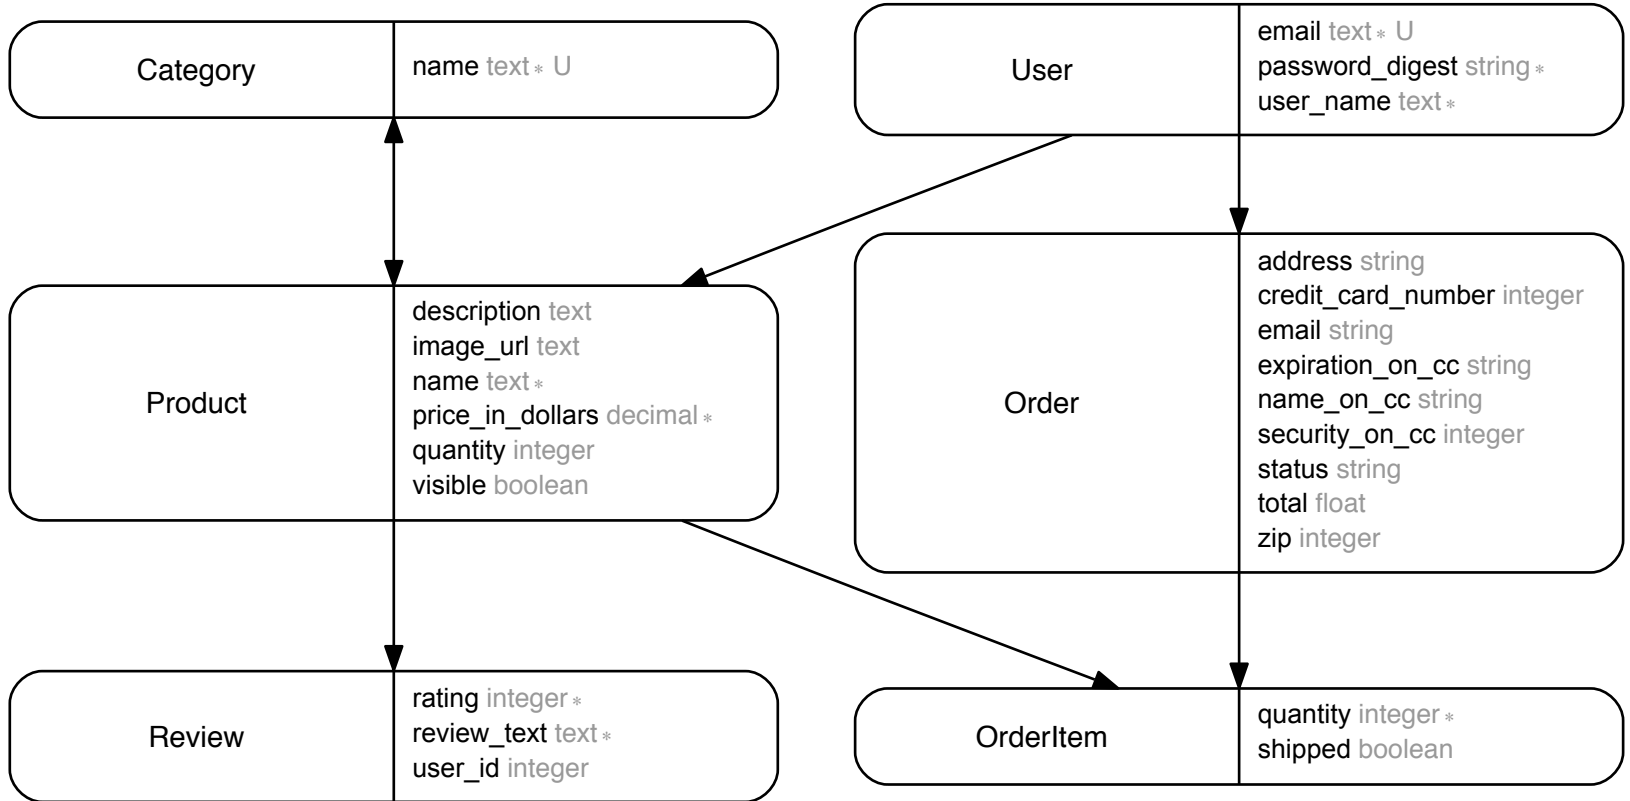 Category
name text* U
User
email text* U
password_digest string*
user_name text*
Product
description text
image_url text
name text*
price_in_dollars decimal*
quantity integer
visible boolean
Order
address string
credit_card_number integer
email string
expiration_on_cc string
name_on_cc string
security_on_cc integer
status string
total float
zip integer
Review
rating integer*
review_text text*
user_id integer
OrderItem
quantity integer*
shipped boolean